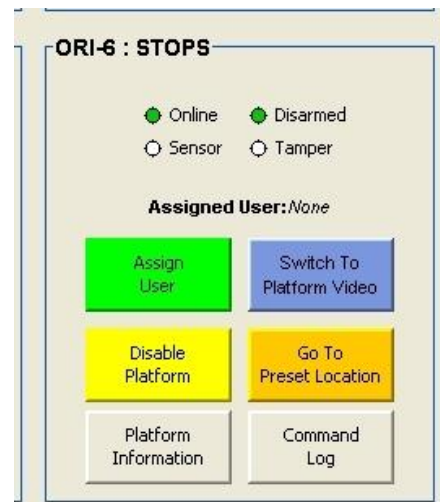 ORI-6 : STOPS
Online Disarmed
Sensor Tamper
Assigned User:None
Assign
User
Switch To
Platform Video
Disable
Platform
Go To
Preset Location
Platform
Information
Command
Log